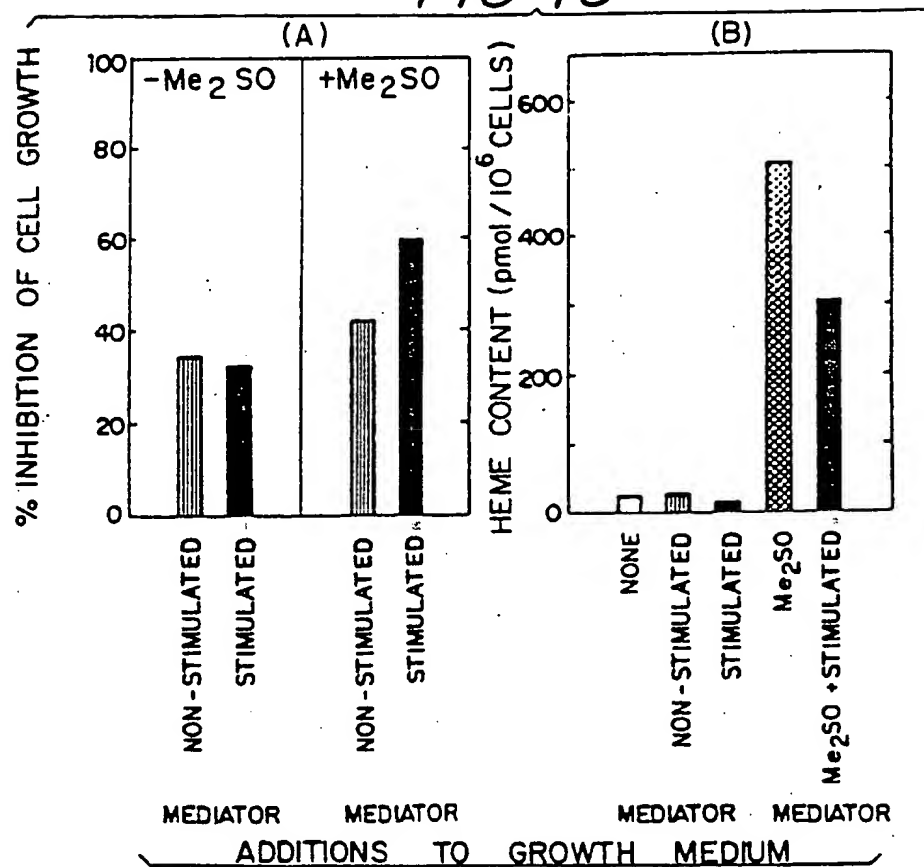 (A)
(B)
% INHIBITION OF CELL GROWTH
100
80
60
40
20
0
-Me2SO
+Me2SO
NON-STIMULATED
STIMULATED
NON-STIMULATED
STIMULATED
MEDIATOR
MEDIATOR
HEME CONTENT (pmol/10⁶ CELLS)
600
400
200
0
NONE
NON-STIMULATED
STIMULATED
Me2SO
Me2SO +STIMULATED
MEDIATOR
MEDIATOR
ADDITIONS TO GROWTH MEDIUM